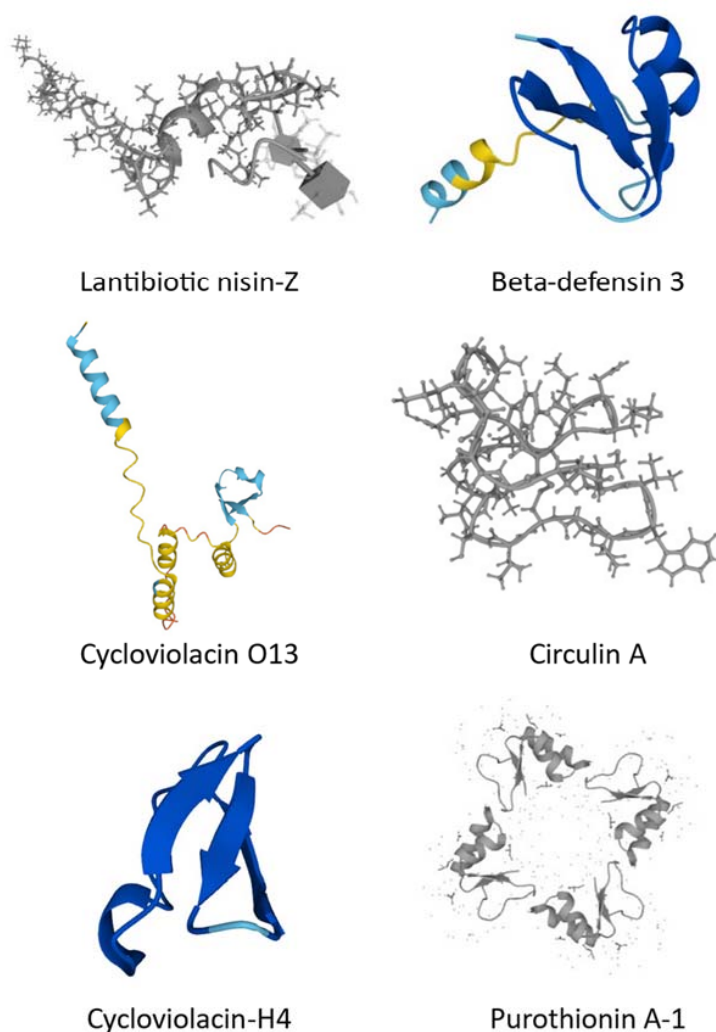 Lantibiotic nisin-Z
Beta-defensin 3
Cycloviolacin O13
Circulin A
Cycloviolacin-H4
Purothionin A-1